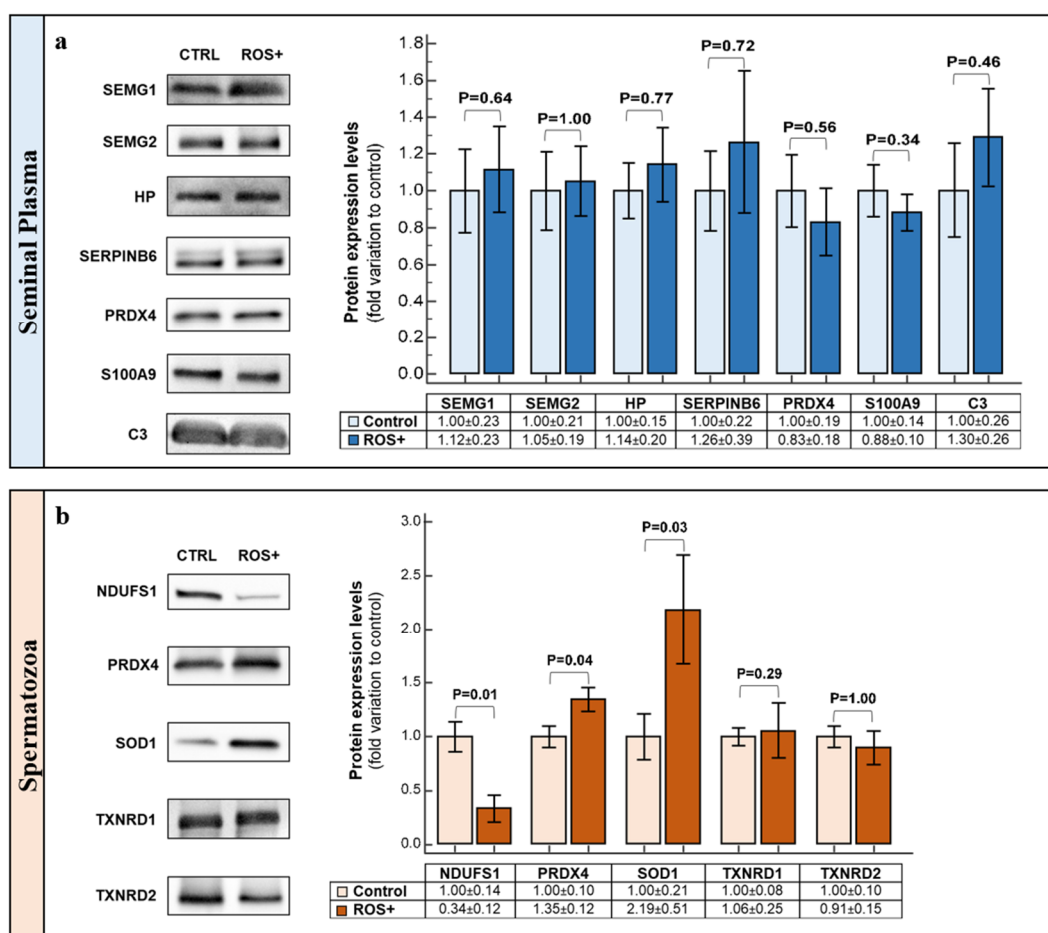 Seminal Plasma
a
CTRL ROS+
SEMG1
SEMG2
HP
SERPINB6
PRDX4
S100A9
C3
Protein expression levels
(fold variation to control)
1.8
1.6
1.4
1.2
1.0
0.8
0.6
0.4
0.2
0.0
P=0.64
P=1.00
P=0.77
P=0.72
P=0.56
P=0.34
P=0.46
SEMG1 SEMG2 HP SERPINB6 PRDX4 S100A9 C3
Control 1.00±0.23 1.00±0.21 1.00±0.15 1.00±0.22 1.00±0.19 1.00±0.14 1.00±0.26
ROS+ 1.12±0.23 1.05±0.19 1.14±0.20 1.26±0.39 0.83±0.18 0.88±0.10 1.30±0.26
Spermatozoa
b
CTRL ROS+
NDUFS1
PRDX4
SOD1
TXNRD1
TXNRD2
Protein expression levels
(fold variation to control)
3.0
2.5
2.0
1.5
1.0
0.5
0.0
P=0.01
P=0.04
P=0.03
P=0.29
P=1.00
NDUFS1 PRDX4 SOD1 TXNRD1 TXNRD2
Control 1.00±0.14 1.00±0.10 1.00±0.21 1.00±0.08 1.00±0.10
ROS+ 0.34±0.12 1.35±0.12 2.19±0.51 1.06±0.25 0.91±0.15